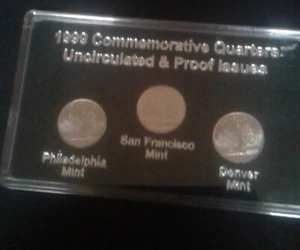 1999 Commemorative Quarters:
Uncirculated & Proof Issues
San Francisco
Mint
Philadelphia
Mint
Denver
Mint